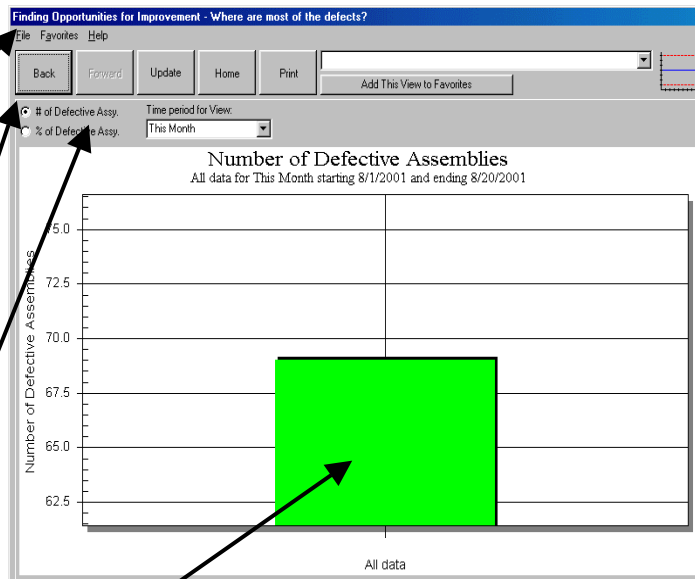 Finding Opportunities for Improvement - Where are most of the defects?
File Favorites Help
Back Forward Update Home Print
Add This View to Favorites
# of Defective Assy.
% of Defective Assy.
Time period for View:
This Month
Number of Defective Assemblies
All data for This Month starting 8/1/2001 and ending 8/20/2001
Number of Defective Assemblies
75.0
72.5
70.0
67.5
65.0
62.5
All data